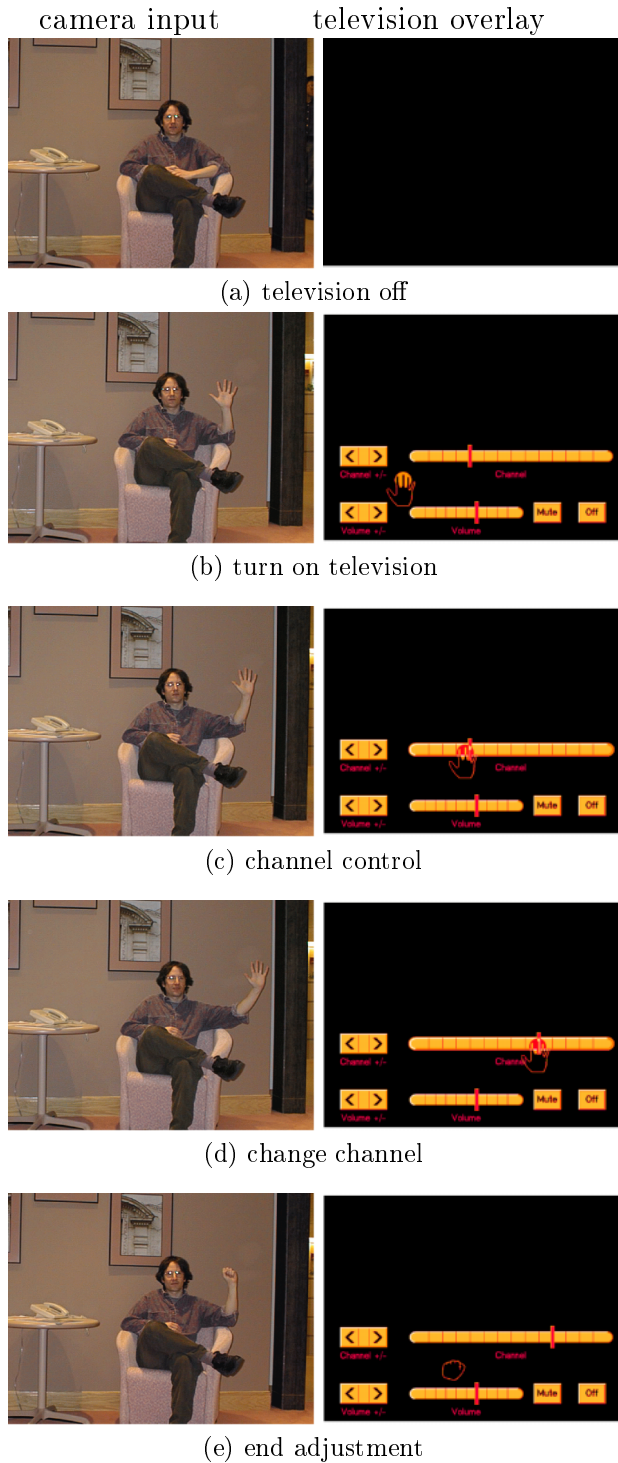 camera input television overlay
(a) television off
< >
Channel +/- Channel
< > Mute Off
Volume +/- Volume
(b) turn on television
< >
Channel +/- Channel
< > Mute Off
Volume +/- Volume
(c) channel control
< >
Channel +/- Channel
< > Mute Off
Volume +/- Volume
(d) change channel
< >
Channel +/- Channel
< > Mute Off
Volume +/- Volume
(e) end adjustment